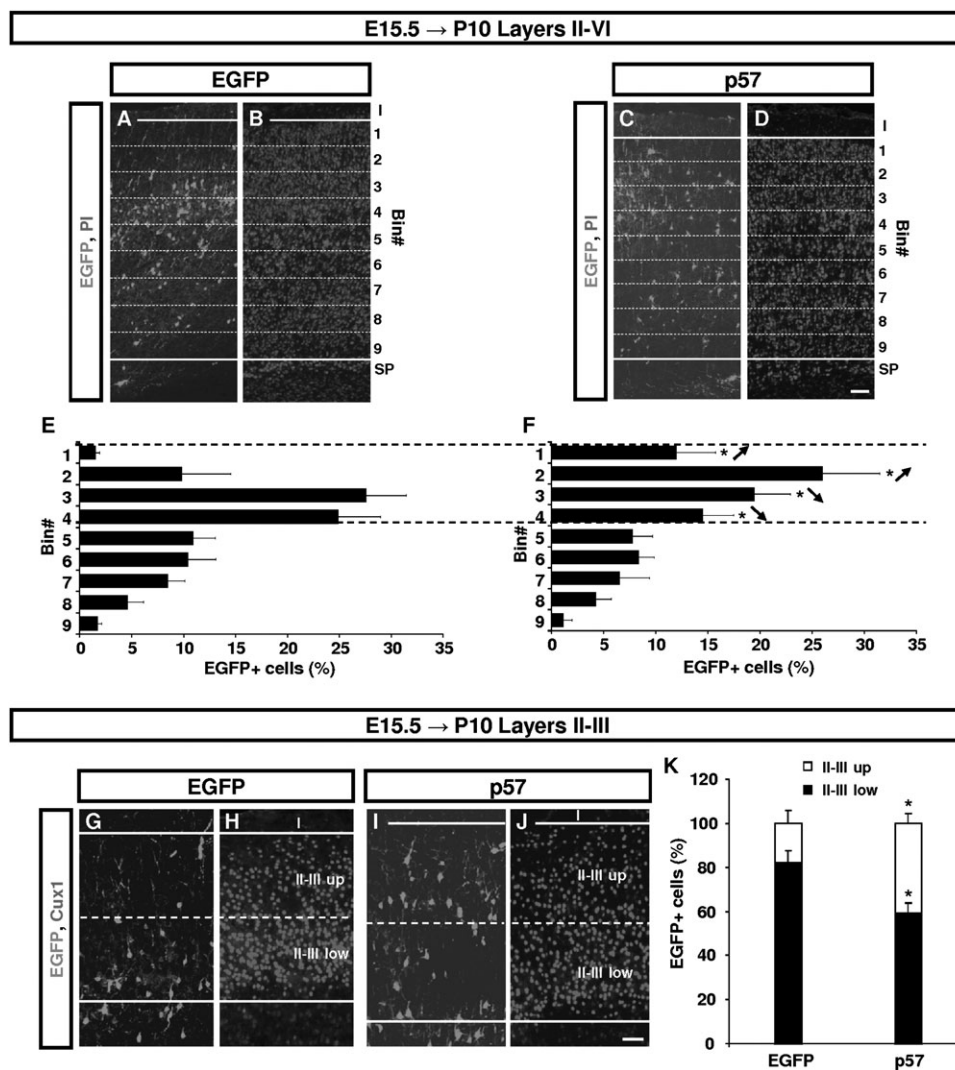 E15.5 → P10 Layers II-VI
EGFP
p57
EGFP, PI
A
B
I
1
2
3
4
5
6
7
8
9
SP
Bin#
EGFP, PI
C
D
I
1
2
3
4
5
6
7
8
9
SP
Bin#
E
1
2
3
4
5
6
7
8
9
Bin#
0 5 10 15 20 25 30 35
EGFP+ cells (%)
F
1 *
2 *
3 *
4 *
5
6
7
8
9
Bin#
0 5 10 15 20 25 30 35
EGFP+ cells (%)
E15.5 → P10 Layers II-III
EGFP
p57
EGFP, Cux1
G
H
I
II-III up
II-III low
I
J
I
II-III up
II-III low
K
II-III up
II-III low
120
100
80
60
40
20
0
EGFP+ cells (%)
*
*
EGFP p57